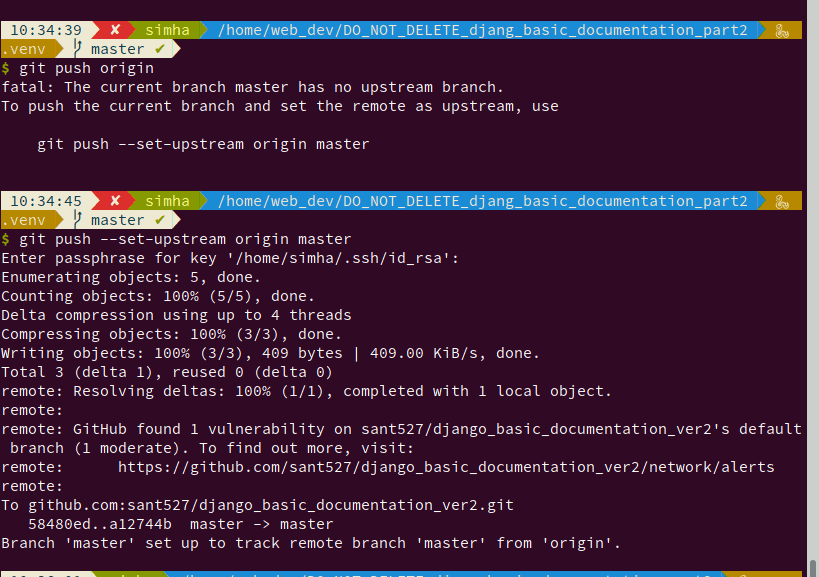 10:34:39 ✘ simha /home/web_dev/DO_NOT_DELETE_djang_basic_documentation_part2
.venv master ✔
$ git push origin
fatal: The current branch master has no upstream branch.
To push the current branch and set the remote as upstream, use
git push --set-upstream origin master
10:34:45 ✘ simha /home/web_dev/DO_NOT_DELETE_djang_basic_documentation_part2
.venv master ✔
$ git push --set-upstream origin master
Enter passphrase for key '/home/simha/.ssh/id_rsa':
Enumerating objects: 5, done.
Counting objects: 100% (5/5), done.
Delta compression using up to 4 threads
Compressing objects: 100% (3/3), done.
Writing objects: 100% (3/3), 409 bytes | 409.00 KiB/s, done.
Total 3 (delta 1), reused 0 (delta 0)
remote: Resolving deltas: 100% (1/1), completed with 1 local object.
remote:
remote: GitHub found 1 vulnerability on sant527/django_basic_documentation_ver2's default
branch (1 moderate). To find out more, visit:
remote:      https://github.com/sant527/django_basic_documentation_ver2/network/alerts
remote:
To github.com:sant527/django_basic_documentation_ver2.git
58480ed..a12744b  master -> master
Branch 'master' set up to track remote branch 'master' from 'origin'.